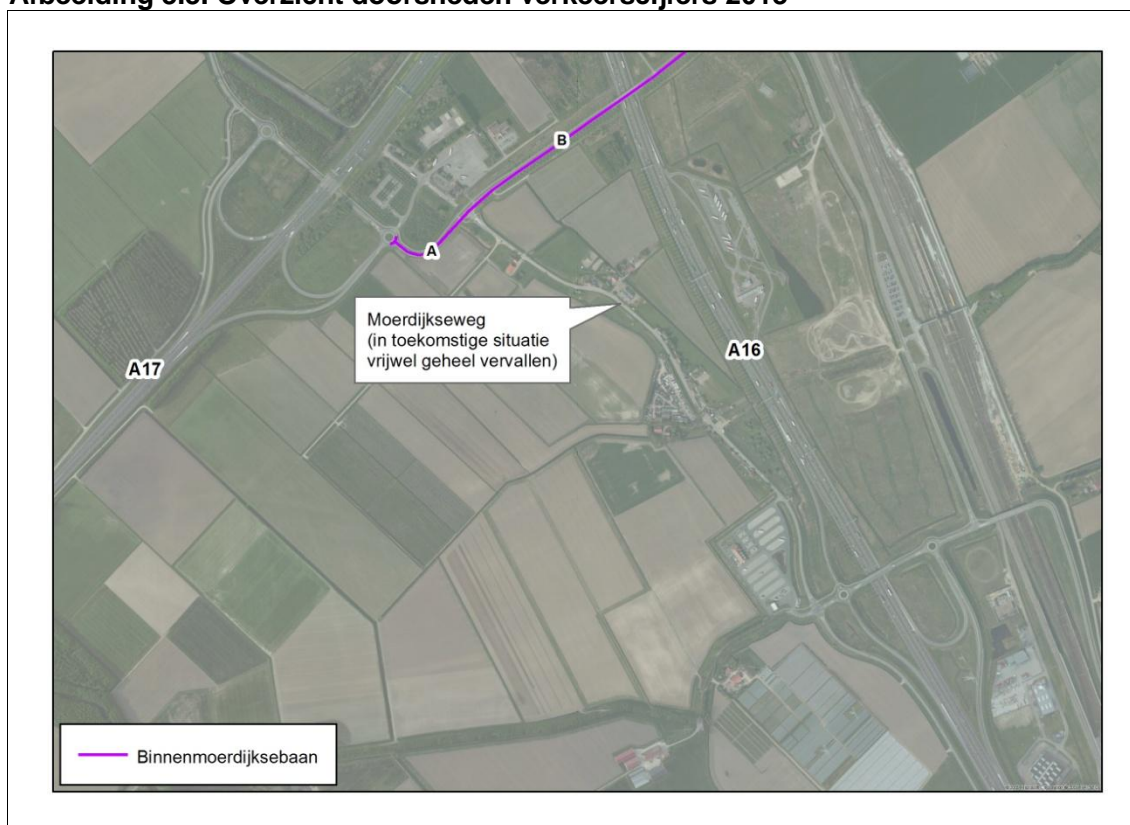 B
A
Moerdijkseweg
(in toekomstige situatie
vrijwel geheel vervallen)
A16
A17
Binnenmoerdijksebaan